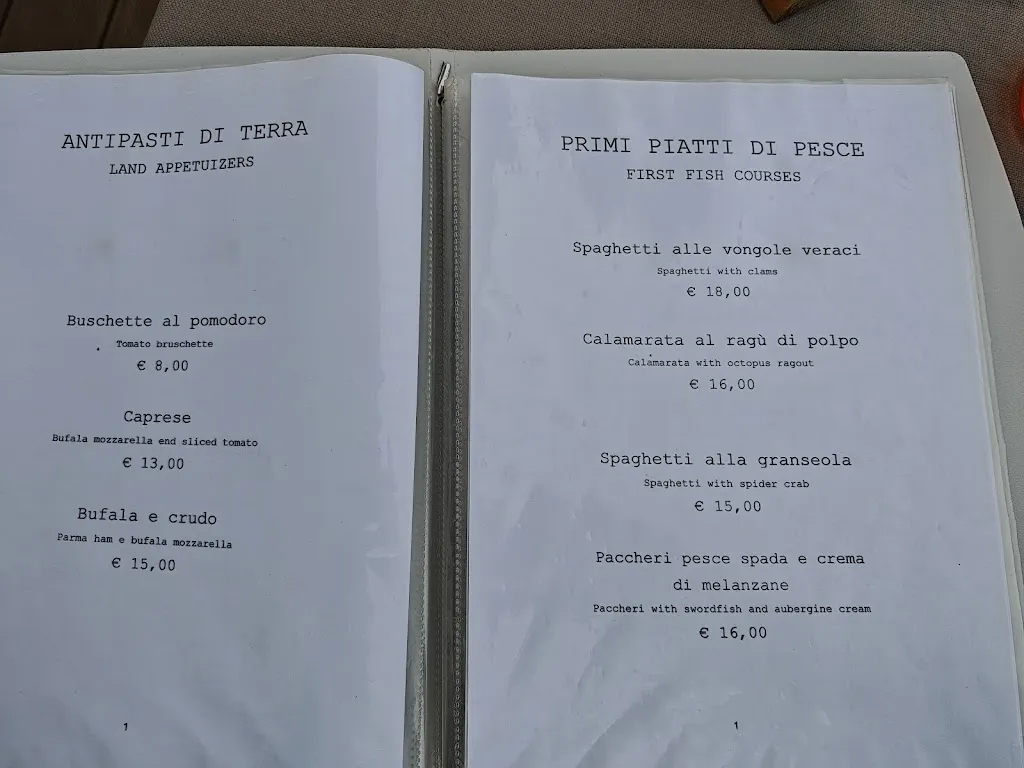 ANTIPASTI DI TERRA
LAND APPETUIZERS
Buschette al pomodoro
Tomato bruschette
€ 8,00
Caprese
Bufala mozzarella end sliced tomato
€ 13,00
Bufala e crudo
Parma ham e bufala mozzarella
€ 15,00
1
PRIMI PIATTI DI PESCE
FIRST FISH COURSES
Spaghetti alle vongole veraci
Spaghetti with clams
€ 18,00
Calamarata al ragù di polpo
Calamarata with octopus ragout
€ 16,00
Spaghetti alla granseola
Spaghetti with spider crab
€ 15,00
Paccheri pesce spada e crema
di melanzane
Paccheri with swordfish and aubergine cream
€ 16,00
1